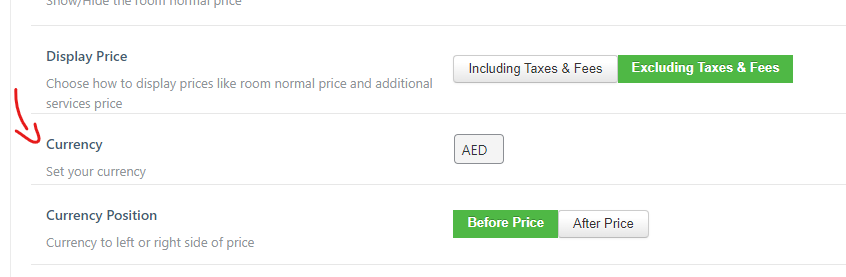 Show/Hide the room normal price
Display Price
Including Taxes & Fees
Excluding Taxes & Fees
Choose how to display prices like room normal price and additional
services price
Currency
AED
Set your currency
Currency Position
Before Price
After Price
Currency to left or right side of price